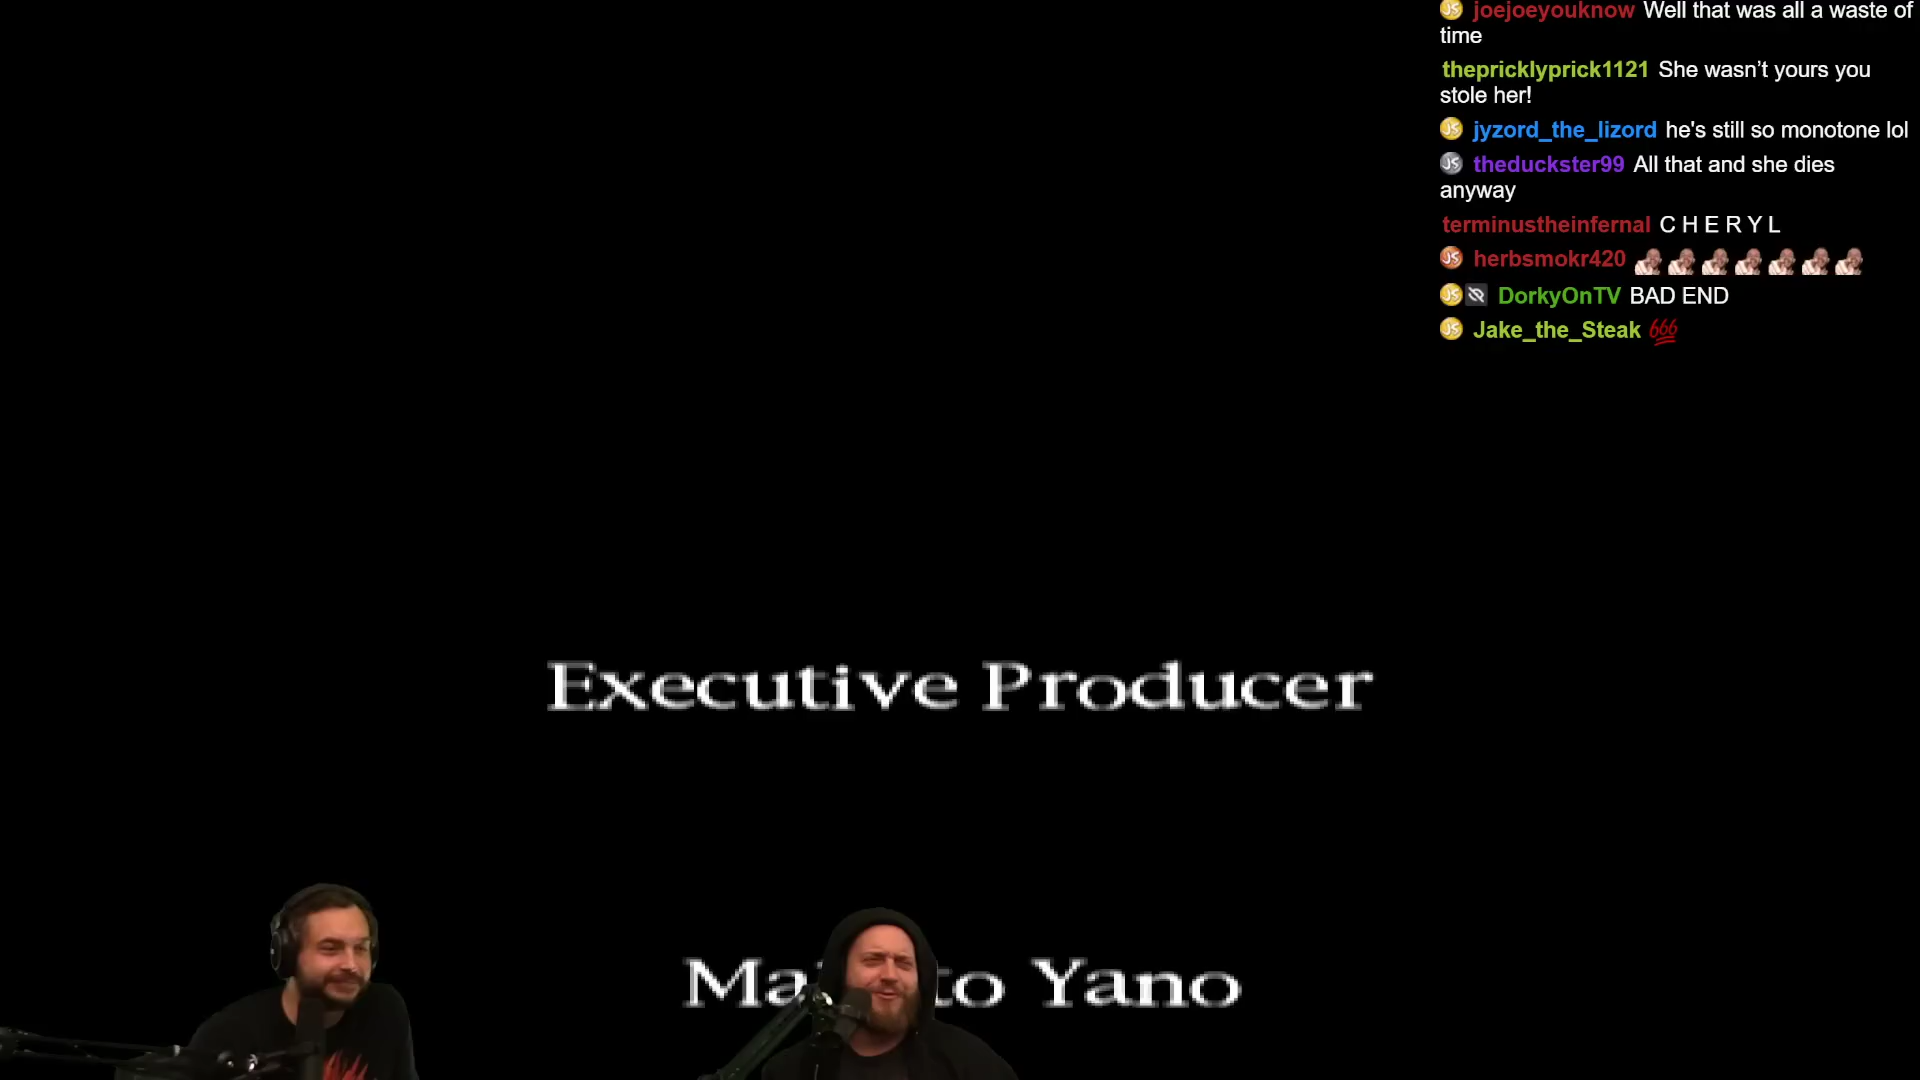 joejoeyouknow Well that was all a waste of
time
thepricklyprick1121 She wasn’t yours you
stole her!
jyzord_the_lizord he's still so monotone lol
theduckster99 All that and she dies
anyway
terminustheinfernal C H E R Y L
herbsmokr420
DorkyOnTV BAD END
Jake_the_Steak 666
Executive Producer
Yano